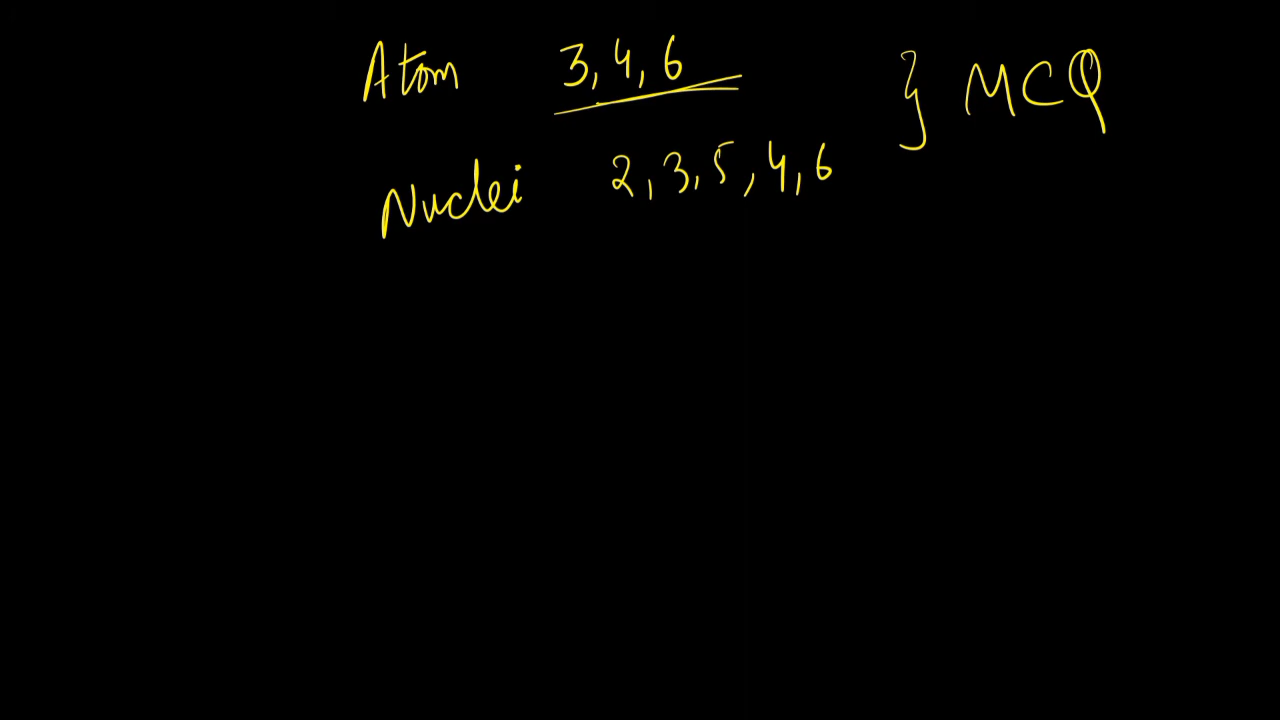 Atom 3, 4, 6 } MCQ
Nuclei 2, 3, 5, 4, 6